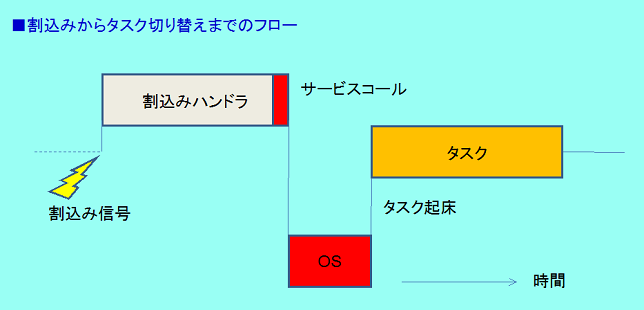 ■割込みからタスク切り替えまでのフロー
割込みハンドラ
サービスコール
タスク
割込み信号
タスク起床
OS
時間